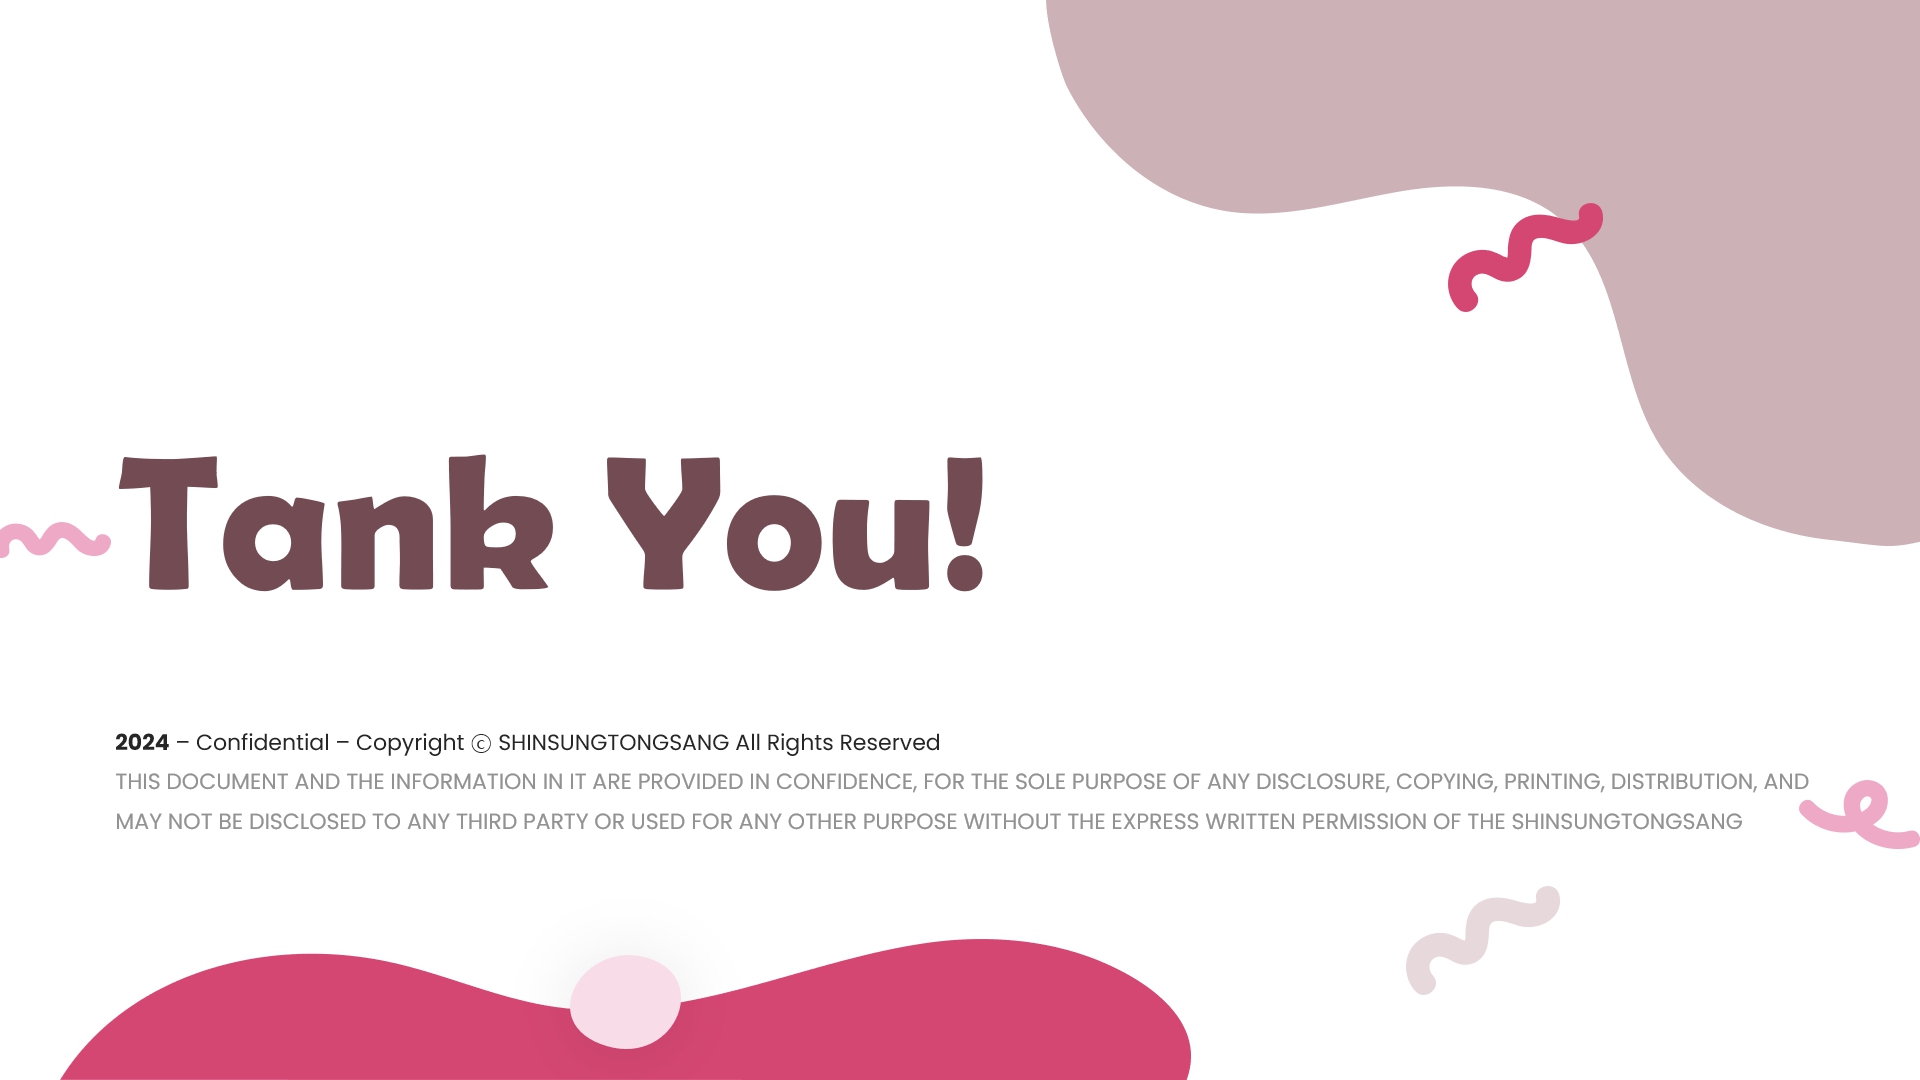 Tank You!
2024 – Confidential – Copyright ⓒ SHINSUNGTONGSANG All Rights Reserved
THIS DOCUMENT AND THE INFORMATION IN IT ARE PROVIDED IN CONFIDENCE, FOR THE SOLE PURPOSE OF ANY DISCLOSURE, COPYING, PRINTING, DISTRIBUTION, AND
MAY NOT BE DISCLOSED TO ANY THIRD PARTY OR USED FOR ANY OTHER PURPOSE WITHOUT THE EXPRESS WRITTEN PERMISSION OF THE SHINSUNGTONGSANG